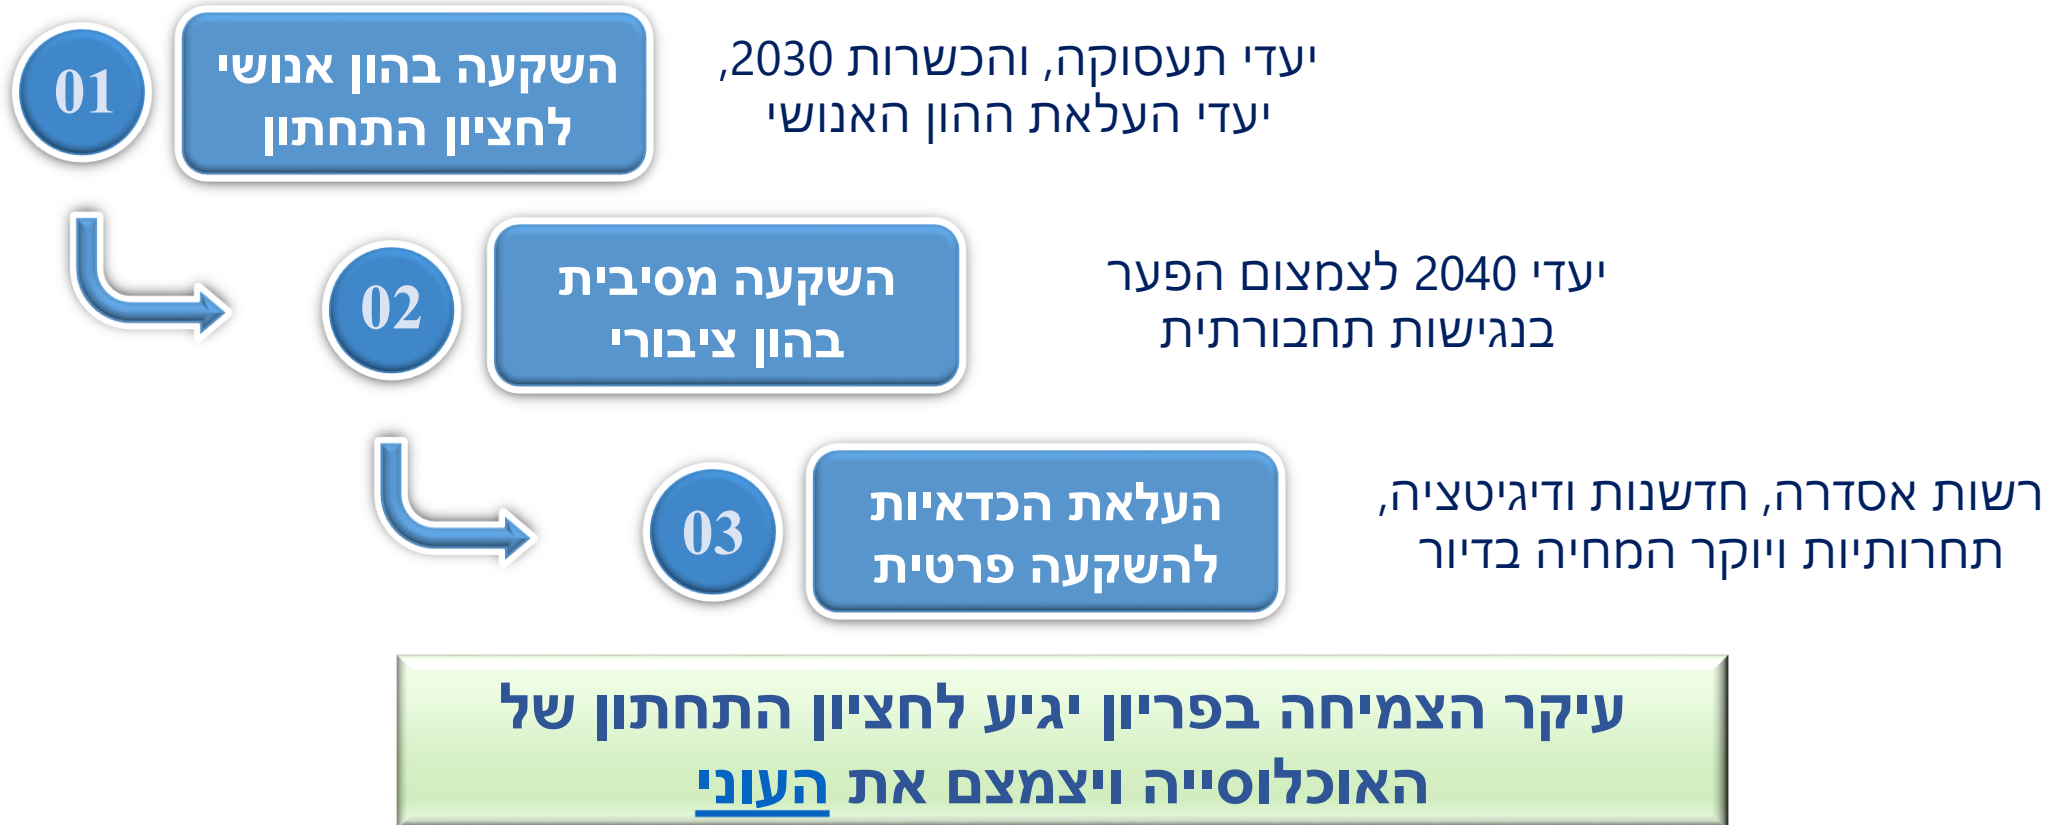 01
השקעה בהון אנושי
לחציון התחתון
יעדי תעסוקה, והכשרות 2030,
יעדי העלאת ההון האנושי
02
השקעה מסיבית
בהון ציבורי
יעדי 2040 לצמצום הפער
בנגישות תחבורתית
03
העלאת הכדאיות
להשקעה פרטית
רשות אסדרה, חדשנות ודיגיטציה,
תחרותיות ויוקר המחיה בדיור
עיקר הצמיחה בפריון יגיע לחציון התחתון של
האוכלוסייה ויצמצם את העוני